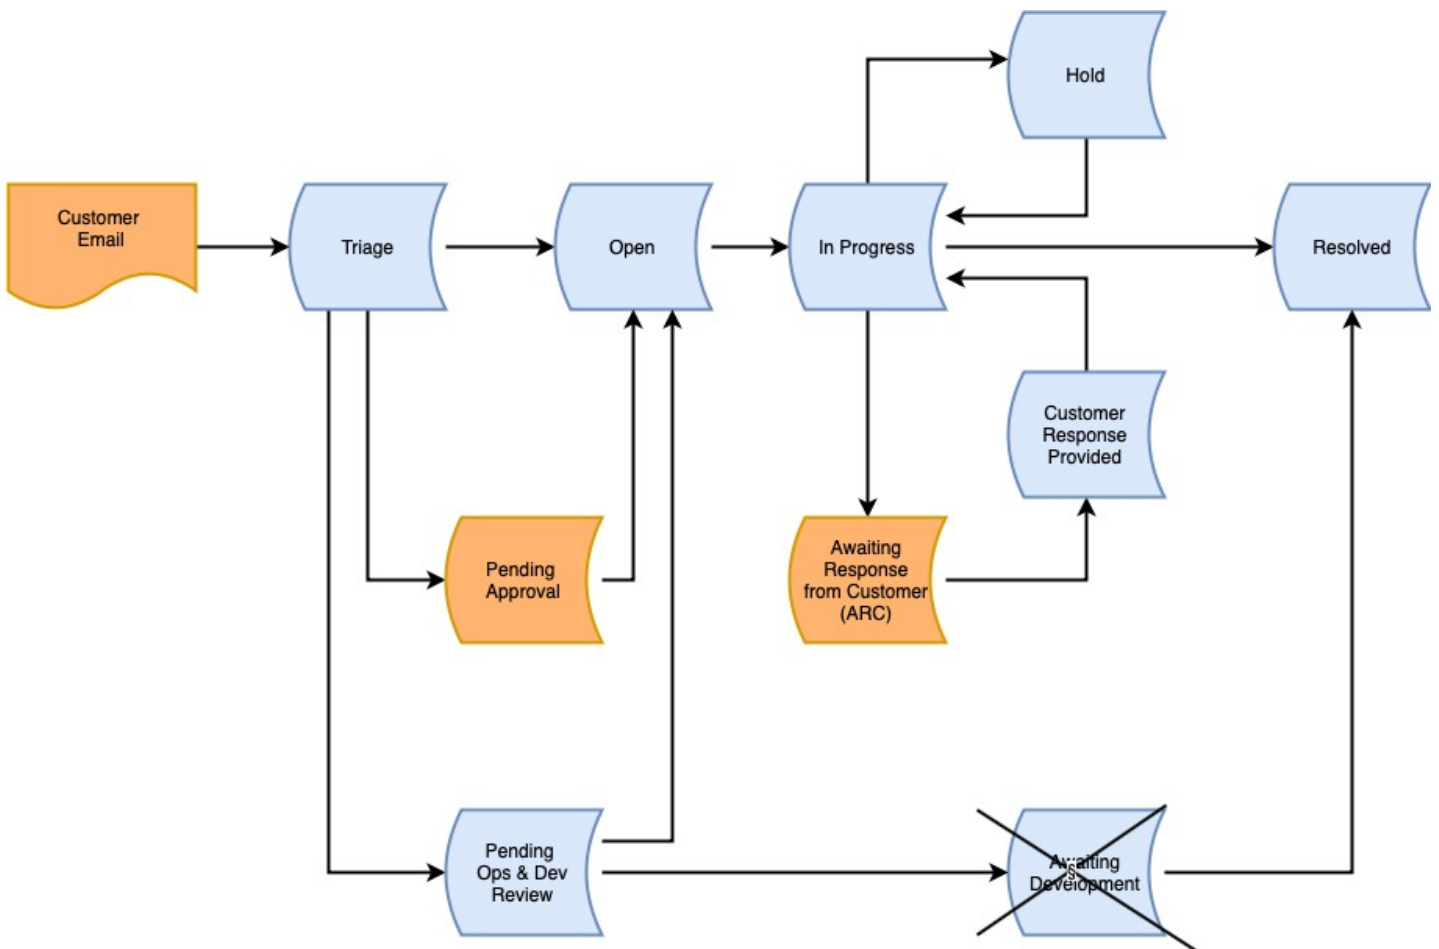 Hold
Customer
Email
Triage
Open
In Progress
Resolved
Customer
Response
Provided
Pending
Approval
Awaiting
Response
from Customer
(ARC)
Pending
Ops & Dev
Review
Awaiting
§
Development